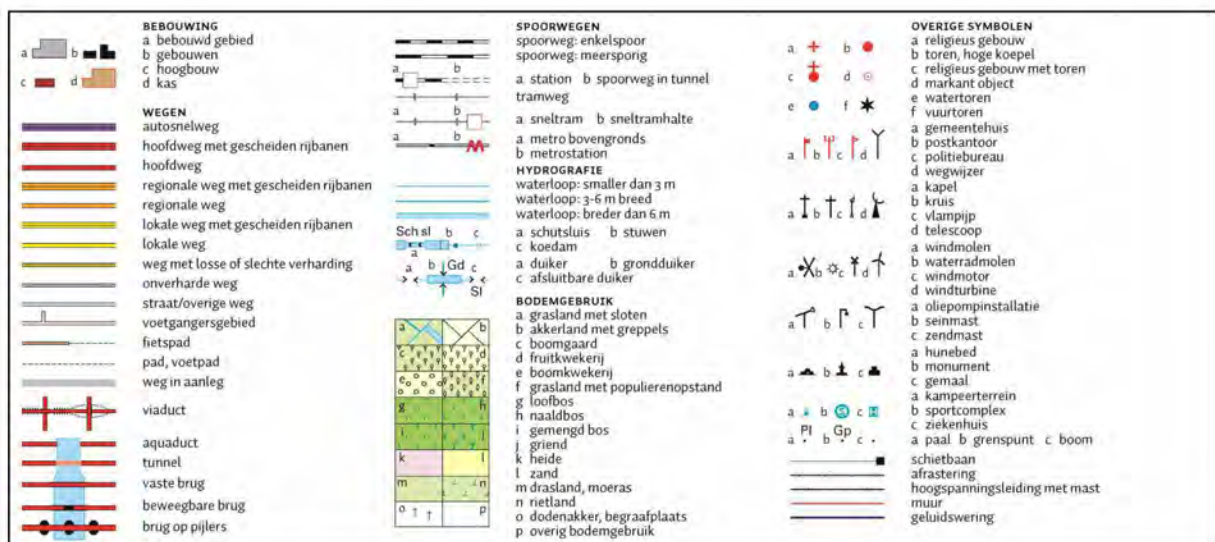 BEBOUWING
a bebouwd gebied
b gebouwen
c hoogbouw
d kas
a b
c d
WEGEN
autosnelweg
hoofdweg met gescheiden rijbanen
hoofdweg
regionale weg met gescheiden rijbanen
regionale weg
lokale weg met gescheiden rijbanen
lokale weg
weg met losse of slechte verharding
onverharde weg
straat/overige weg
voetgangersgebied
fietspad
pad, voetpad
weg in aanleg
viaduct
aquaduct
tunnel
vaste brug
beweegbare brug
brug op pijlers
SPOORWEGEN
spoorweg: enkelspoor
spoorweg: meersporig
a b
a station b spoorweg in tunnel
tramweg
a b
a sneltram b sneltramhalte
a b
a metro bovengronds
b metrostation
HYDROGRAFIE
waterloop: smaller dan 3 m
waterloop: 3-6 m breed
waterloop: breder dan 6 m
Sch sl b c
a
a schutsluis b stuwen
c koedam
a b Gd c
Sl
a duiker b grondduiker
c afsluitbare duiker
BODEMGEBRUIK
a grasland met sloten
b akkerland met greppels
c boomgaard
d fruitkwekerij
e boomkwekerij
f grasland met populierenopstand
g loofbos
h naaldbos
i gemengd bos
j griend
k heide
l zand
m drasland, moeras
n rietland
o dodenakker, begraafplaats
p overig bodemgebruik
a b
c d
e f
g h
i j
k l
m n
o p
OVERIGE SYMBOLEN
a religieus gebouw
b toren, hoge koepel
c religieus gebouw met toren
d markant object
e watertoren
f vuurtoren
a b
c d
e f
a gemeentehuis
b postkantoor
c politiebureau
d wegwijzer
a b c d
a kapel
b kruis
c vlampijp
d telescoop
a b c d
a windmolen
b waterradmolen
c windmotor
d windturbine
a b c d
a oliepompinstallatie
b seinmast
c zendmast
a b c
a hunebed
b monument
c gemaal
a b c
a kampeerterrein
b sportcomplex
c ziekenhuis
a b c
Pl Gp
a b c
a paal b grenspunt c boom
schietbaan
afrastering
hoogspanningsleiding met mast
muur
geluidswering